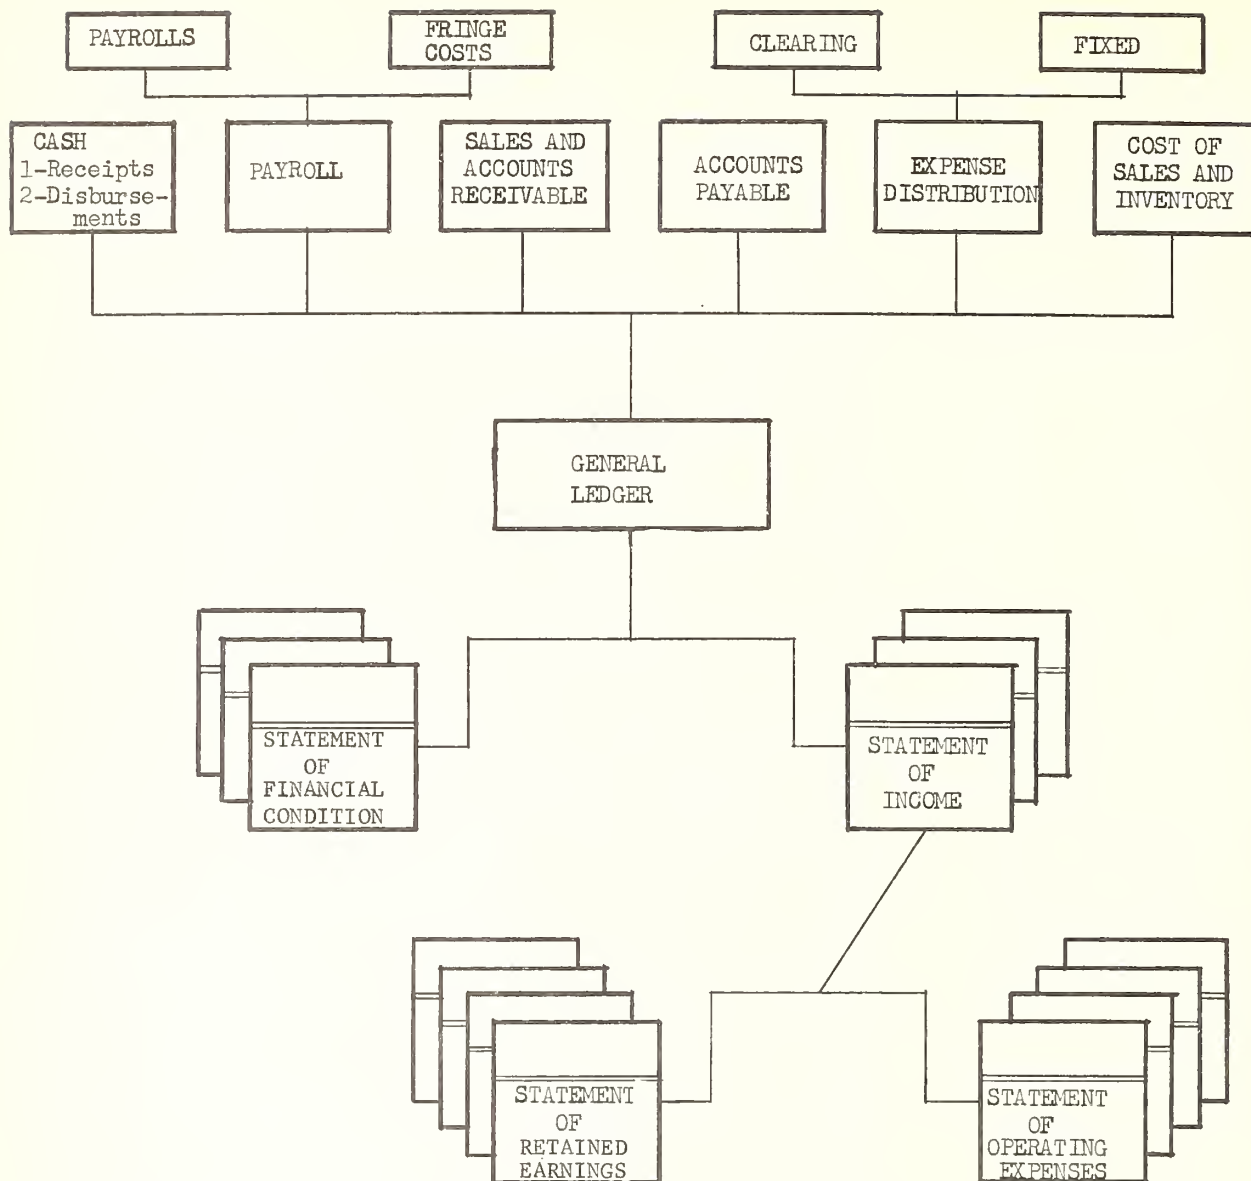 PAYROLLS
FRINGE
COSTS
CLEARING
FIXED
CASH
1-Receipts
2-Disburse-
ments
PAYROLL
SALES AND
ACCOUNTS
RECEIVABLE
ACCOUNTS
PAYABLE
EXPENSE
DISTRIBUTION
COST OF
SALES AND
INVENTORY
GENERAL
LEDGER
STATEMENT
OF
FINANCIAL
CONDITION
STATEMENT
OF
INCOME
STATEMENT
OF
RETAINED
EARNINGS
STATEMENT
OF
OPERATING
EXPENSES